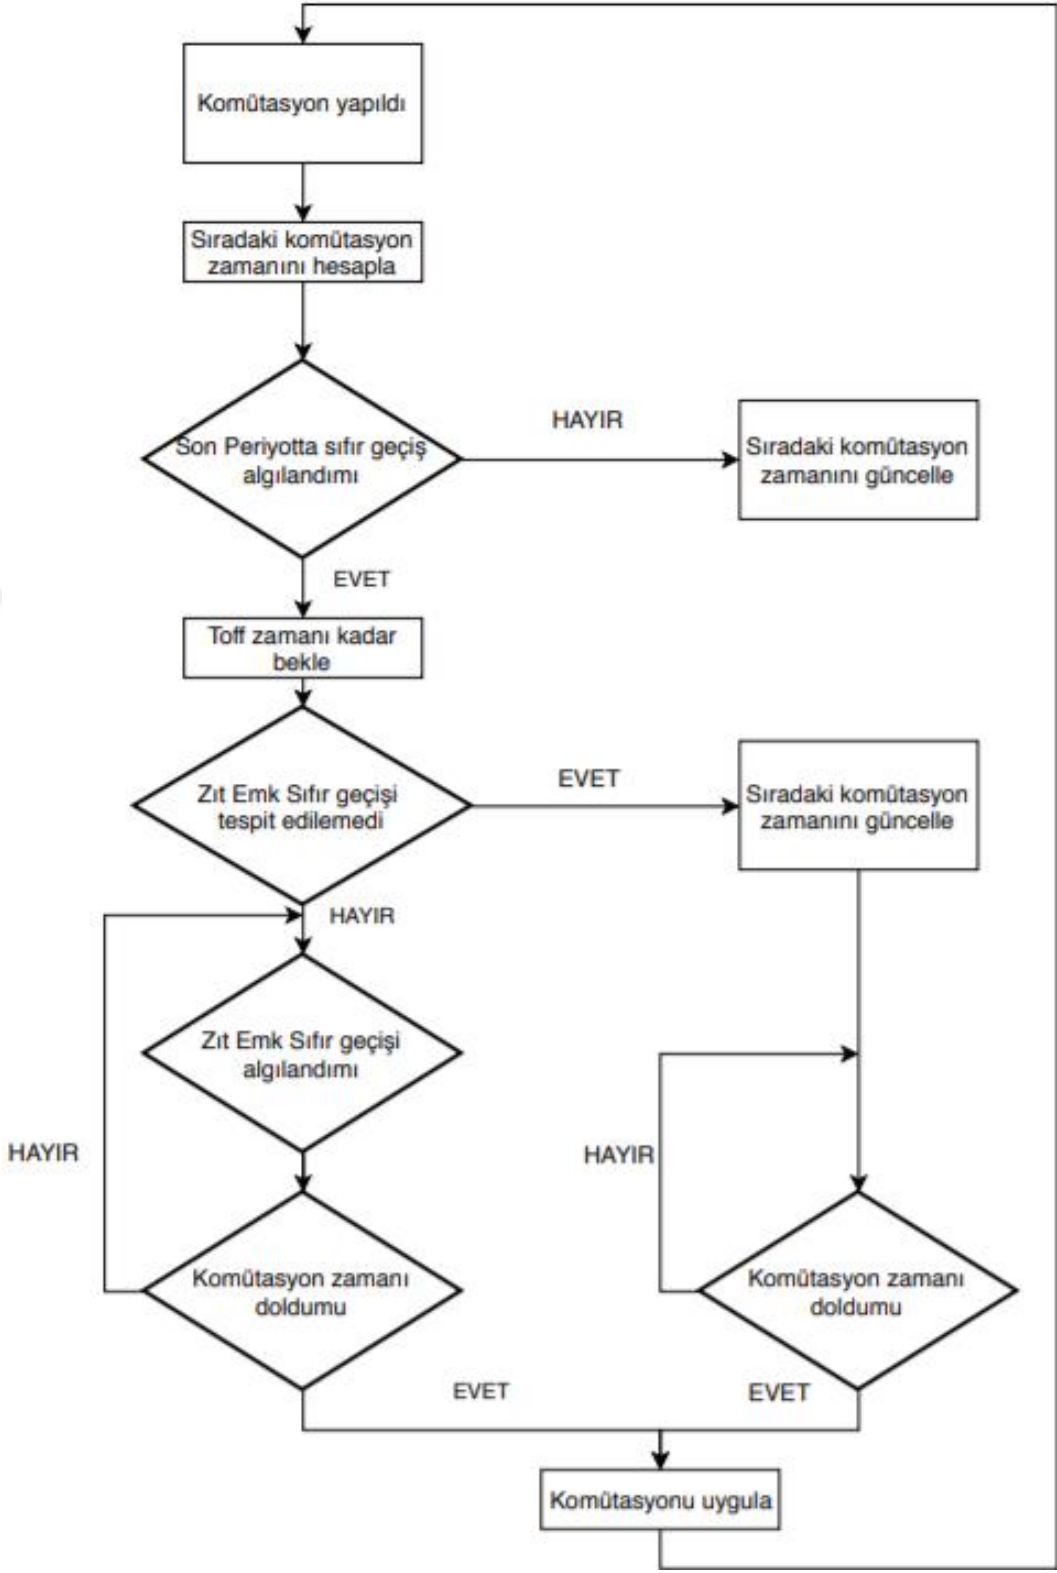 Komütasyon yapıldı
Sıradaki komütasyon
zamanını hesapla
Son Periyotta sıfır geçiş
algılandımı
HAYIR
Sıradaki komütasyon
zamanını güncelle
EVET
Toff zamanı kadar
bekle
Zıt Emk Sıfır geçişi
tespit edilemedi
EVET
Sıradaki komütasyon
zamanını güncelle
HAYIR
Zıt Emk Sıfır geçişi
algılandımı
HAYIR
HAYIR
Komütasyon zamanı
doldumu
Komütasyon zamanı
doldumu
EVET
EVET
Komütasyonu uygula